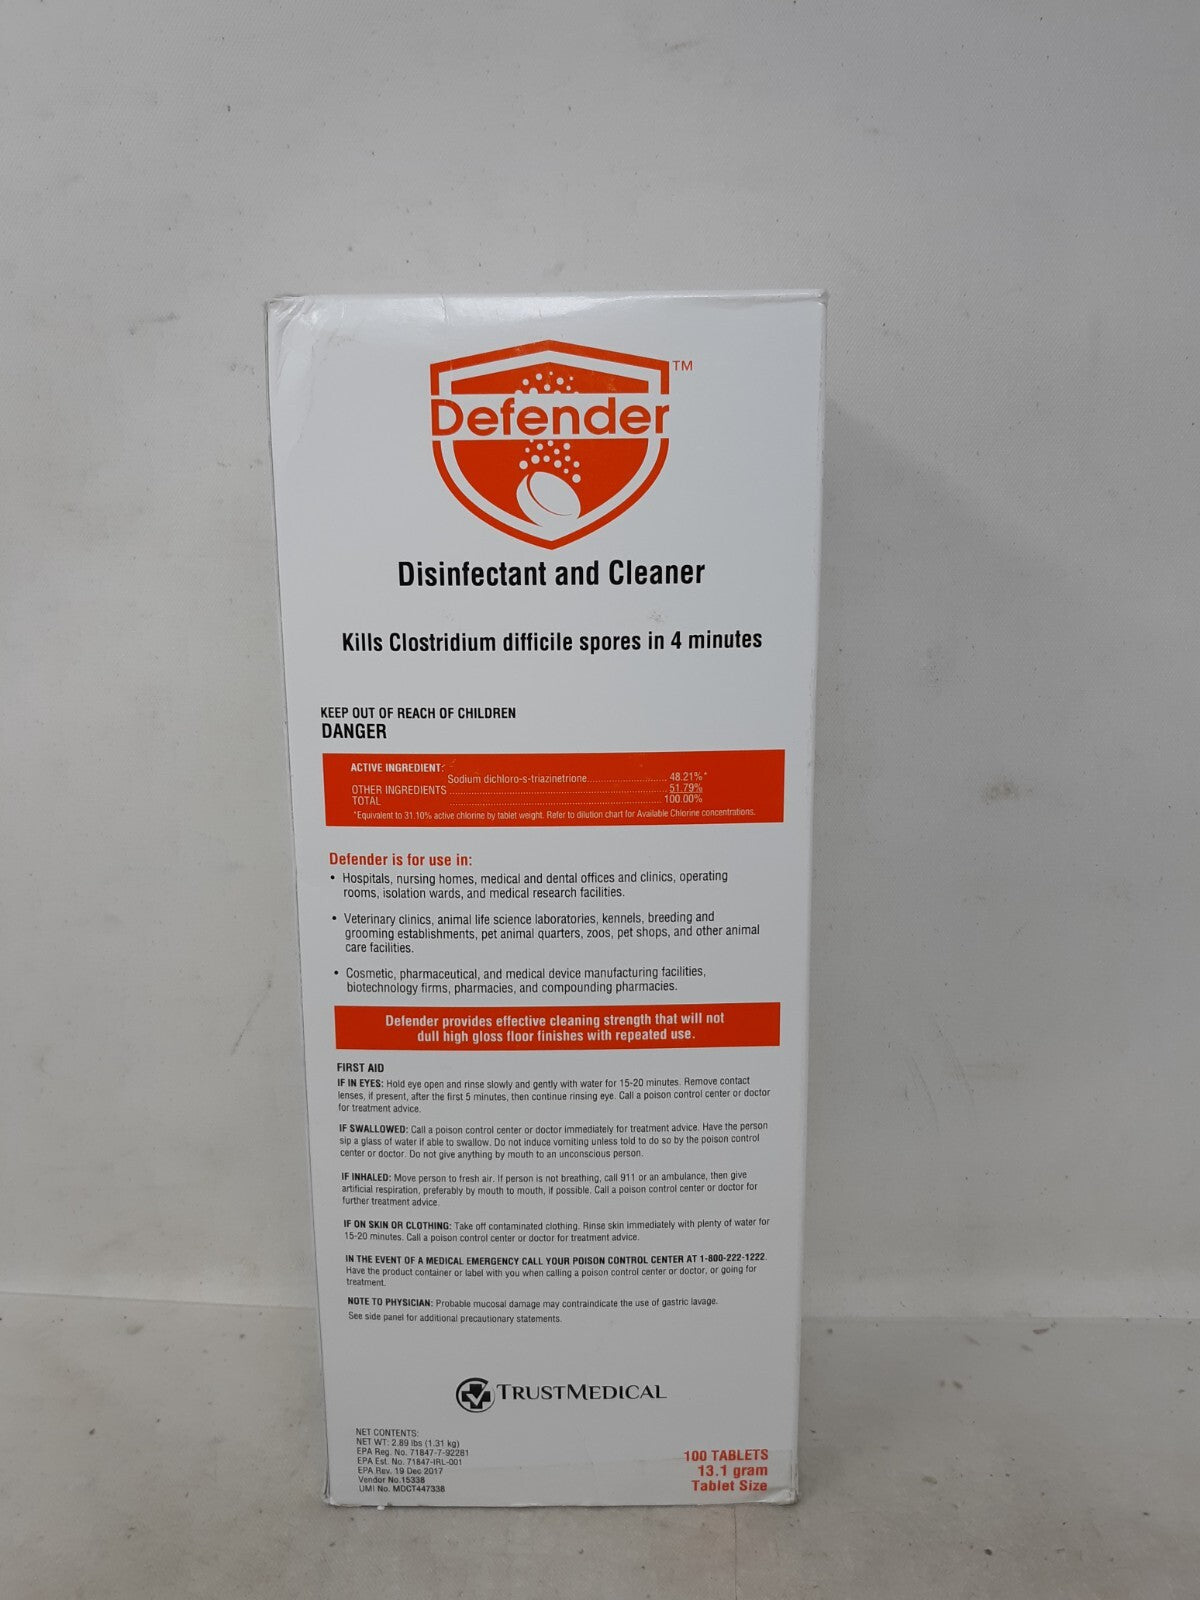 Defender
TM
Disinfectant and Cleaner
Kills Clostridium difficile spores in 4 minutes
KEEP OUT OF REACH OF CHILDREN
DANGER
ACTIVE INGREDIENT:
Sodium dichloro-s-triazinetrione.......................... 48.21%*
OTHER INGREDIENTS ................................................................ 51.79%
TOTAL ................................................................ 100.00%
*Equivalent to 31.10% active chlorine by tablet weight. Refer to dilution chart for Available Chlorine concentrations.
Defender is for use in:
• Hospitals, nursing homes, medical and dental offices and clinics, operating
rooms, isolation wards, and medical research facilities.
• Veterinary clinics, animal life science laboratories, kennels, breeding and
grooming establishments, pet animal quarters, zoos, pet shops, and other animal
care facilities.
• Cosmetic, pharmaceutical, and medical device manufacturing facilities,
biotechnology firms, pharmacies, and compounding pharmacies.
Defender provides effective cleaning strength that will not
dull high gloss floor finishes with repeated use.
FIRST AID
IF IN EYES: Hold eye open and rinse slowly and gently with water for 15-20 minutes. Remove contact
lenses, if present, after the first 5 minutes, then continue rinsing eye. Call a poison control center or doctor
for treatment advice.
IF SWALLOWED: Call a poison control center or doctor immediately for treatment advice. Have the person
sip a glass of water if able to swallow. Do not induce vomiting unless told to do so by the poison control
center or doctor. Do not give anything by mouth to an unconscious person.
IF INHALED: Move person to fresh air. If person is not breathing, call 911 or an ambulance, then give
artificial respiration, preferably by mouth to mouth, if possible. Call a poison control center or doctor for
further treatment advice.
IF ON SKIN OR CLOTHING: Take off contaminated clothing. Rinse skin immediately with plenty of water for
15-20 minutes. Call a poison control center or doctor for treatment advice.
IN THE EVENT OF A MEDICAL EMERGENCY CALL YOUR POISON CONTROL CENTER AT 1-800-222-1222.
Have the product container or label with you when calling a poison control center or doctor, or going for
treatment.
NOTE TO PHYSICIAN: Probable mucosal damage may contraindicate the use of gastric lavage.
See side panel for additional precautionary statements.
TRUSTMEDICAL
NET CONTENTS:
NET WT: 2.89 lbs (1.31 kg)
EPA Reg. No. 71847-7-92281
EPA Est. No. 71847-IRL-001
EPA Rev. 19 Dec 2017
Vendor No.15338
UMI No. MDCT447338
100 TABLETS
13.1 gram
Tablet Size